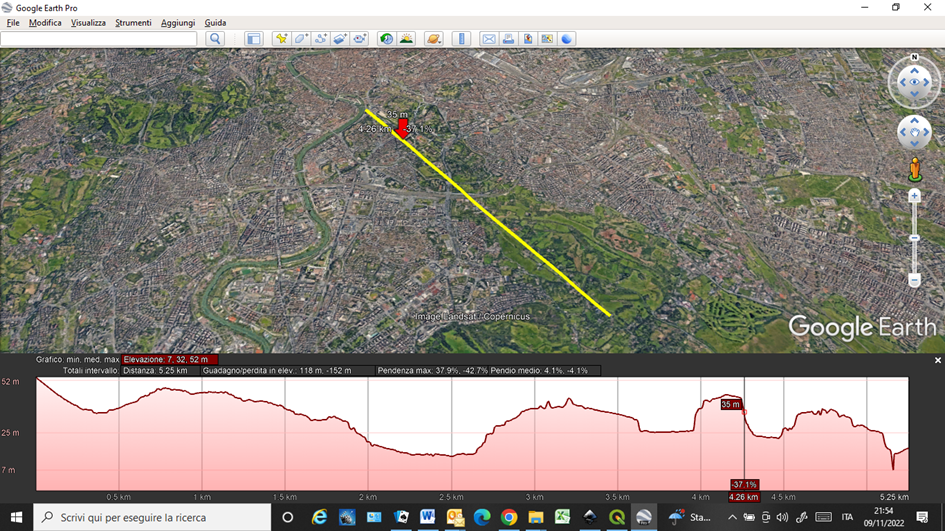 Google Earth Pro
File Modifica Visualizza Strumenti Aggiungi Guida
N
35 m
4.26 km -37.1%
Image Landsat / Copernicus
Google Earth
Grafico: min. med. max Elevazione: 7, 32, 52 m
Totali intervallo: Distanza: 5.25 km Guadagno/perdita in elev.: 118 m, -152 m Pendenza max: 37.9%, -42.7% Pendio medio: 4.1%, -4.1%
52 m
35 m
25 m
7 m
-37.1%
0.5 km 1 km 1.5 km 2 km 2.5 km 3 km 3.5 km 4 km 4.26 km 4.5 km 5.25 km
Scrivi qui per eseguire la ricerca
Sta...
ITA
21:54
09/11/2022